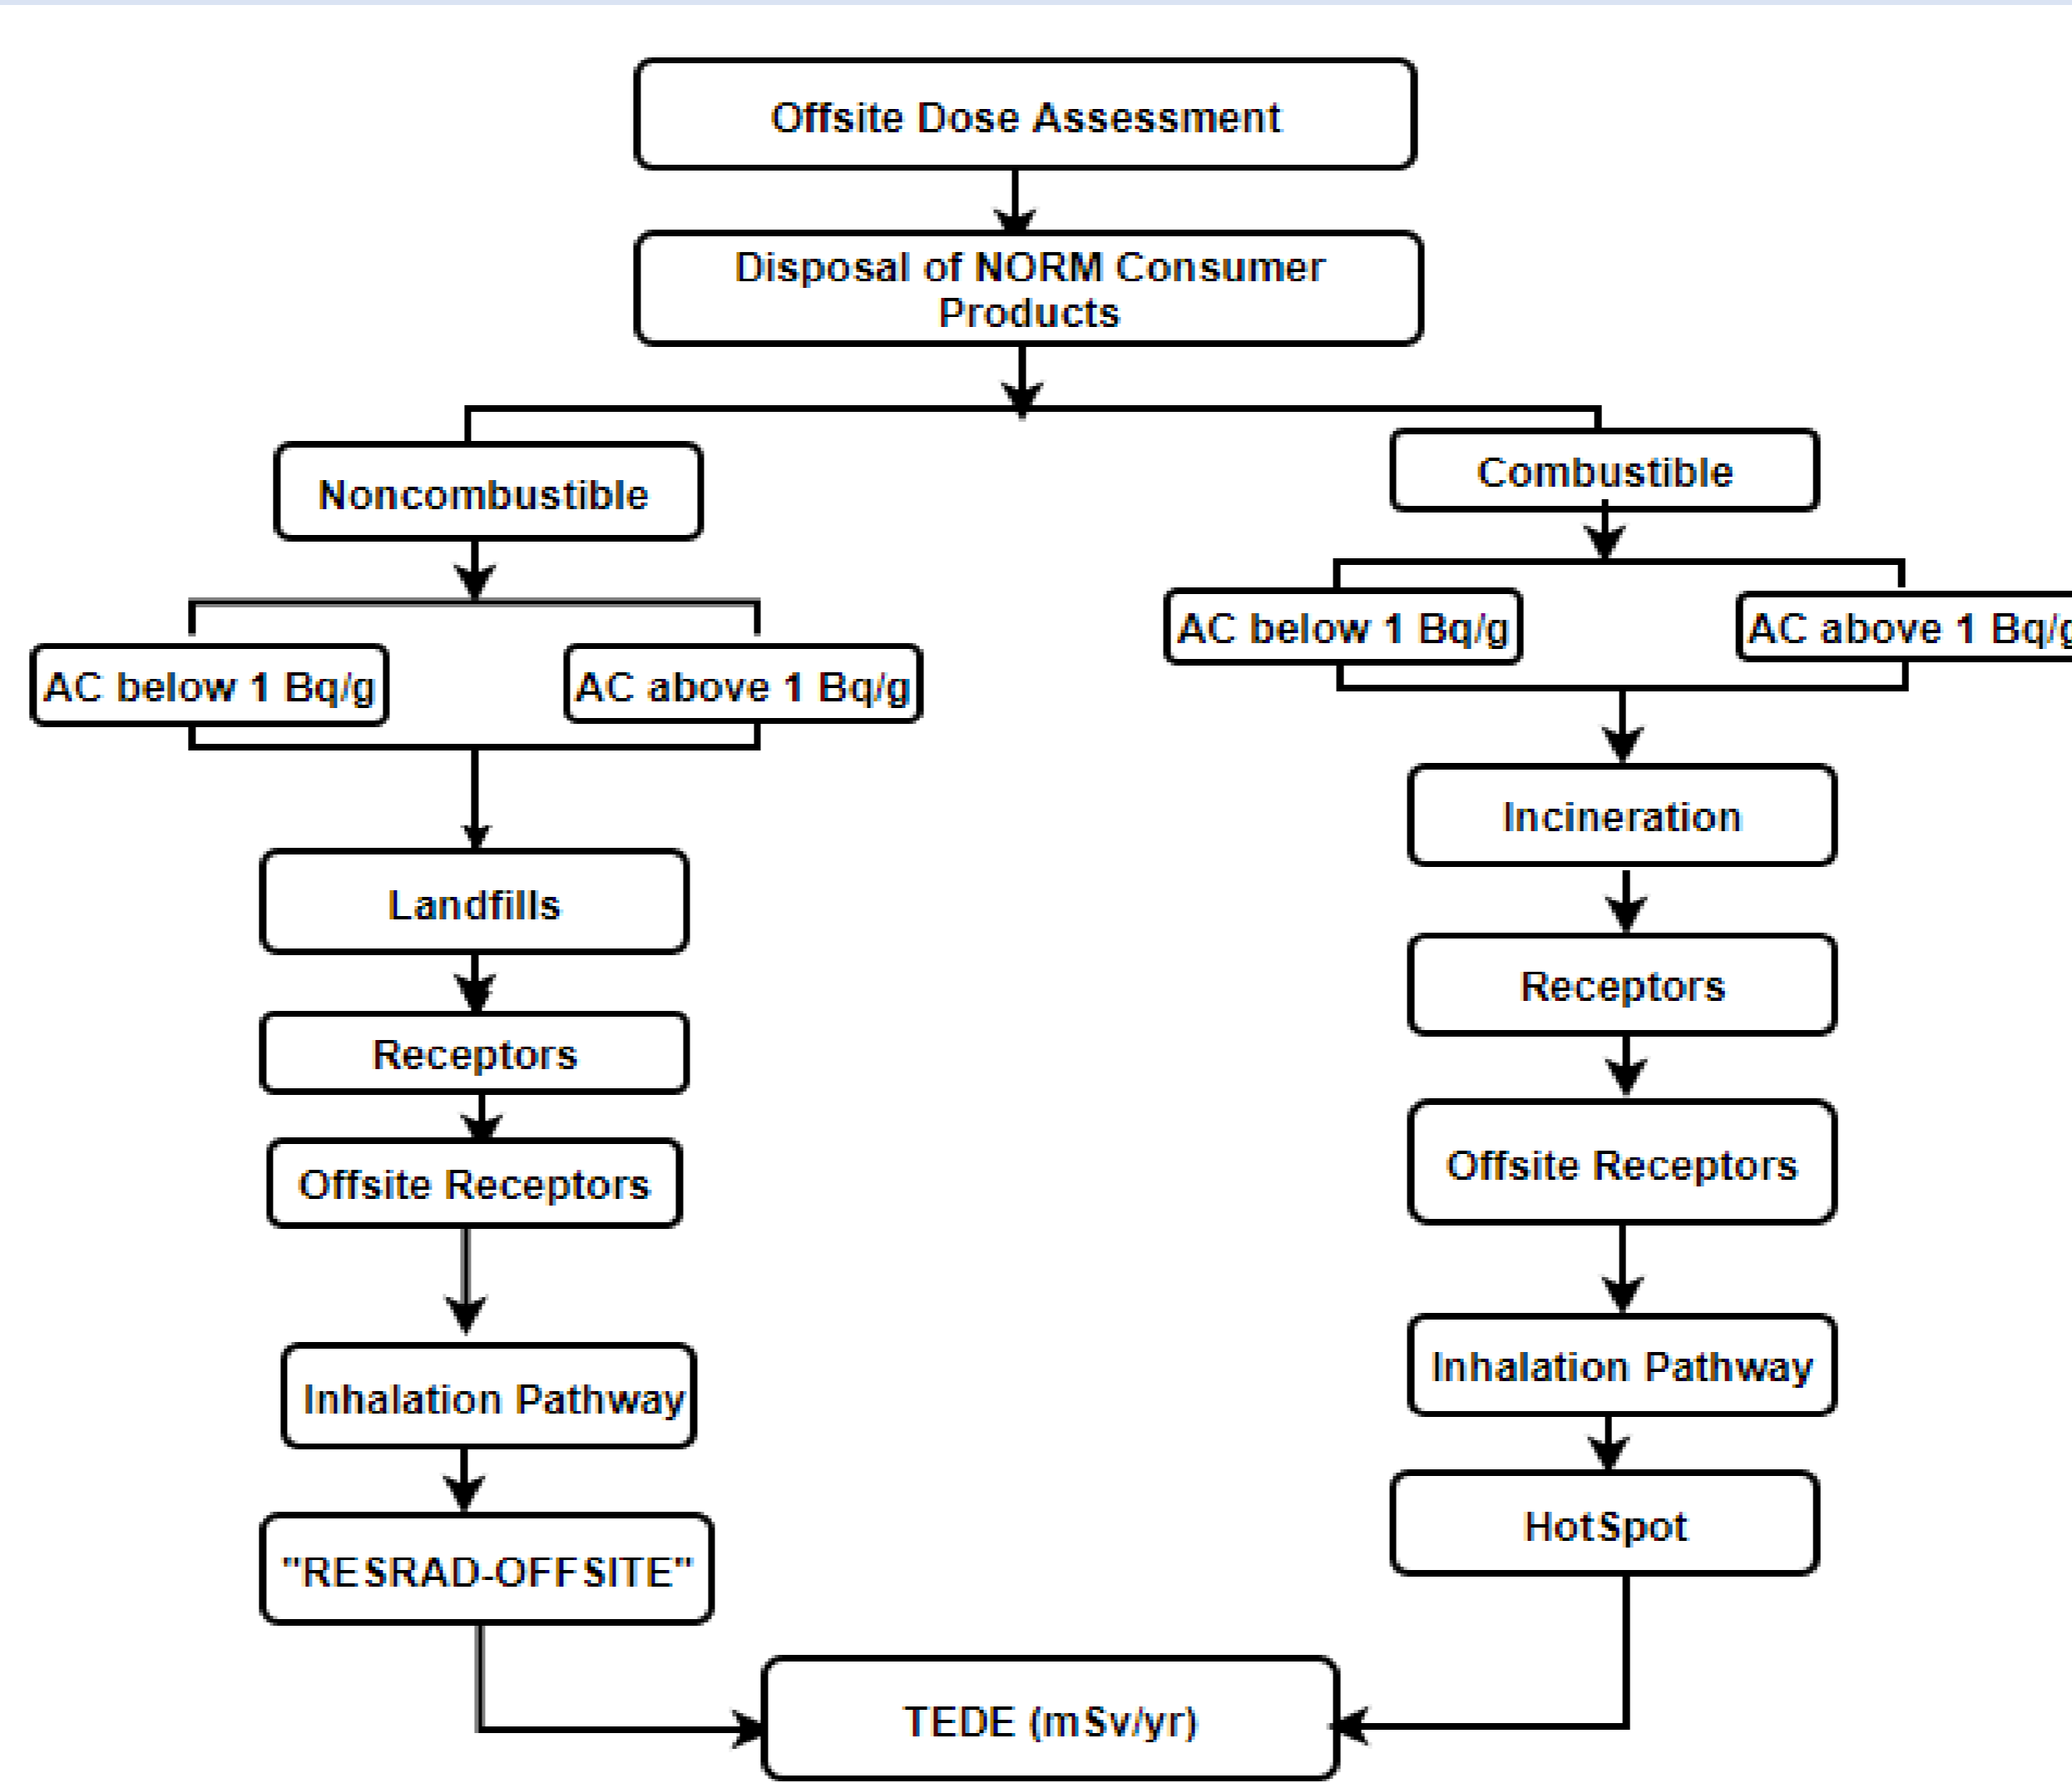 Offsite Dose Assessment
Disposal of NORM Consumer
Products
Noncombustible
Combustible
AC below 1 Bq/g
AC above 1 Bq/g
AC below 1 Bq/g
AC above 1 Bq/g
Landfills
Incineration
Receptors
Receptors
Offsite Receptors
Offsite Receptors
Inhalation Pathway
Inhalation Pathway
"RESRAD-OFFSITE"
HotSpot
TEDE (mSv/yr)